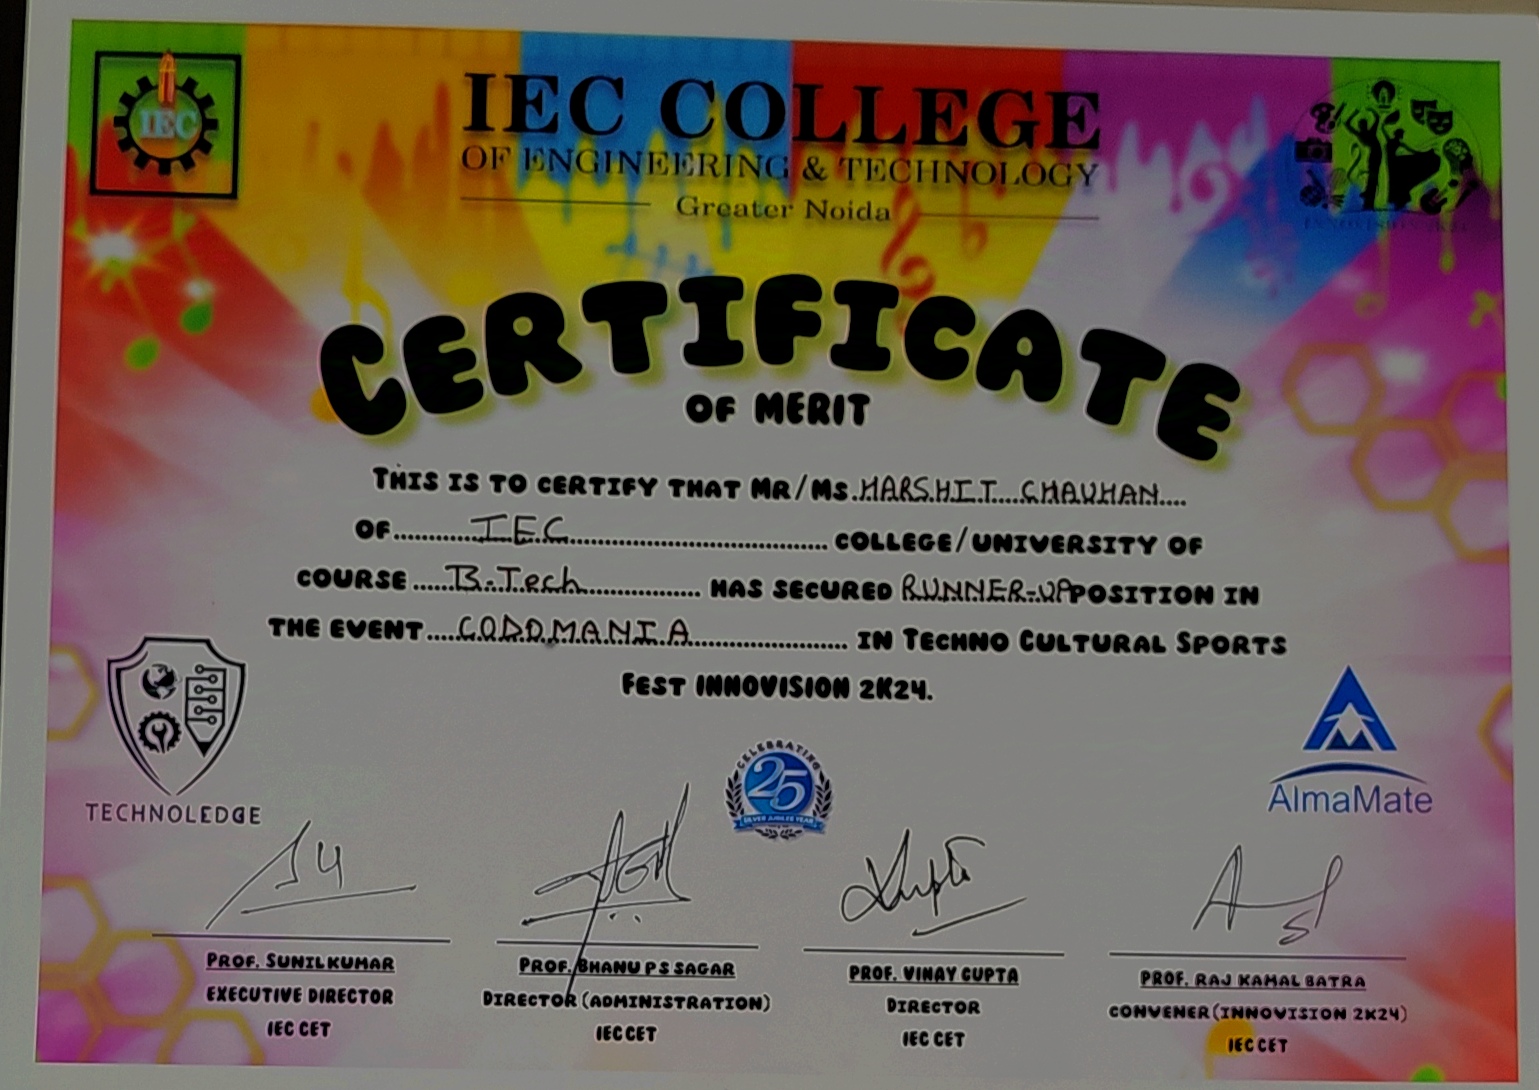 IEC
IEC COLLEGE
OF ENGINEERING & TECHNOLOGY
Greater Noida
CERTIFICATE
OF MERIT
THIS IS TO CERTIFY THAT MR/MS. HARSHIT CHAUHAN
OF IEC COLLEGE/UNIVERSITY OF
COURSE B.Tech HAS SECURED RUNNER-UP POSITION IN
THE EVENT CODOMANIA IN TECHNO CULTURAL SPORTS
FEST INNOVISION 2K24.
TECHNOLEDGE
CELEBRATING
25
SILVER JUBILEE YEAR
AlmaMate
PROF. SUNIL KUMAR
EXECUTIVE DIRECTOR
IEC CET
PROF. BHANU P S SAGAR
DIRECTOR (ADMINISTRATION)
IEC CET
PROF. VINAY GUPTA
DIRECTOR
IEC CET
PROF. RAJ KAMAL BATRA
CONVENER (INNOVISION 2K24)
IEC CET